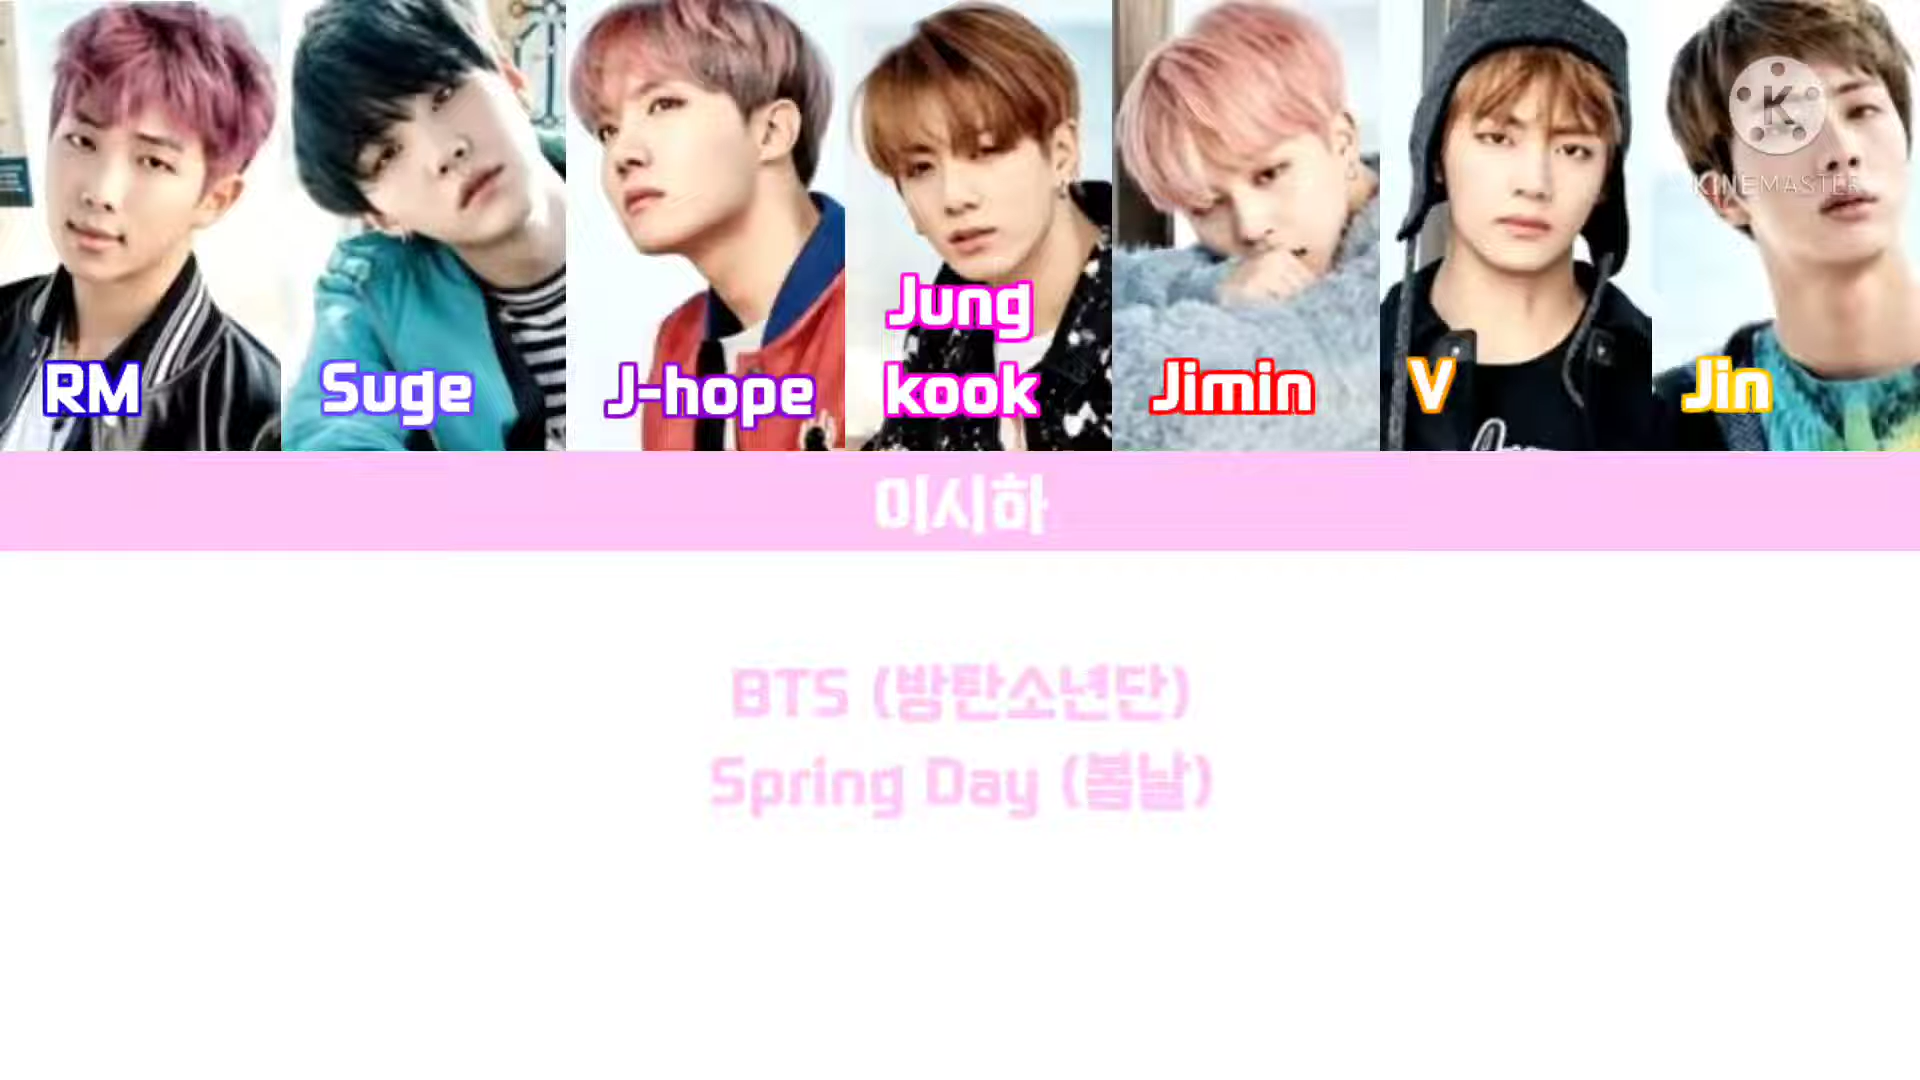 RM
Suge
J-hope
Jung
kook
Jimin
V
Jin
K
KINEMASTER
이시하
BTS (방탄소년단)
Spring Day (봄날)